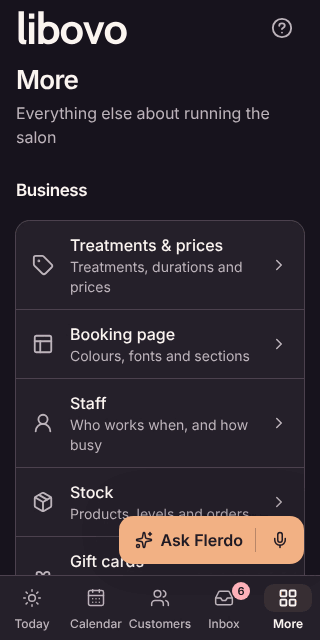 libovo
More
Everything else about running the
salon
Business
Treatments & prices
Treatments, durations and
prices
Booking page
Colours, fonts and sections
Staff
Who works when, and how
busy
Stock
Products, levels and orders
Ask Flerdo
Gift cards
6
Today
Calendar
Customers
Inbox
More